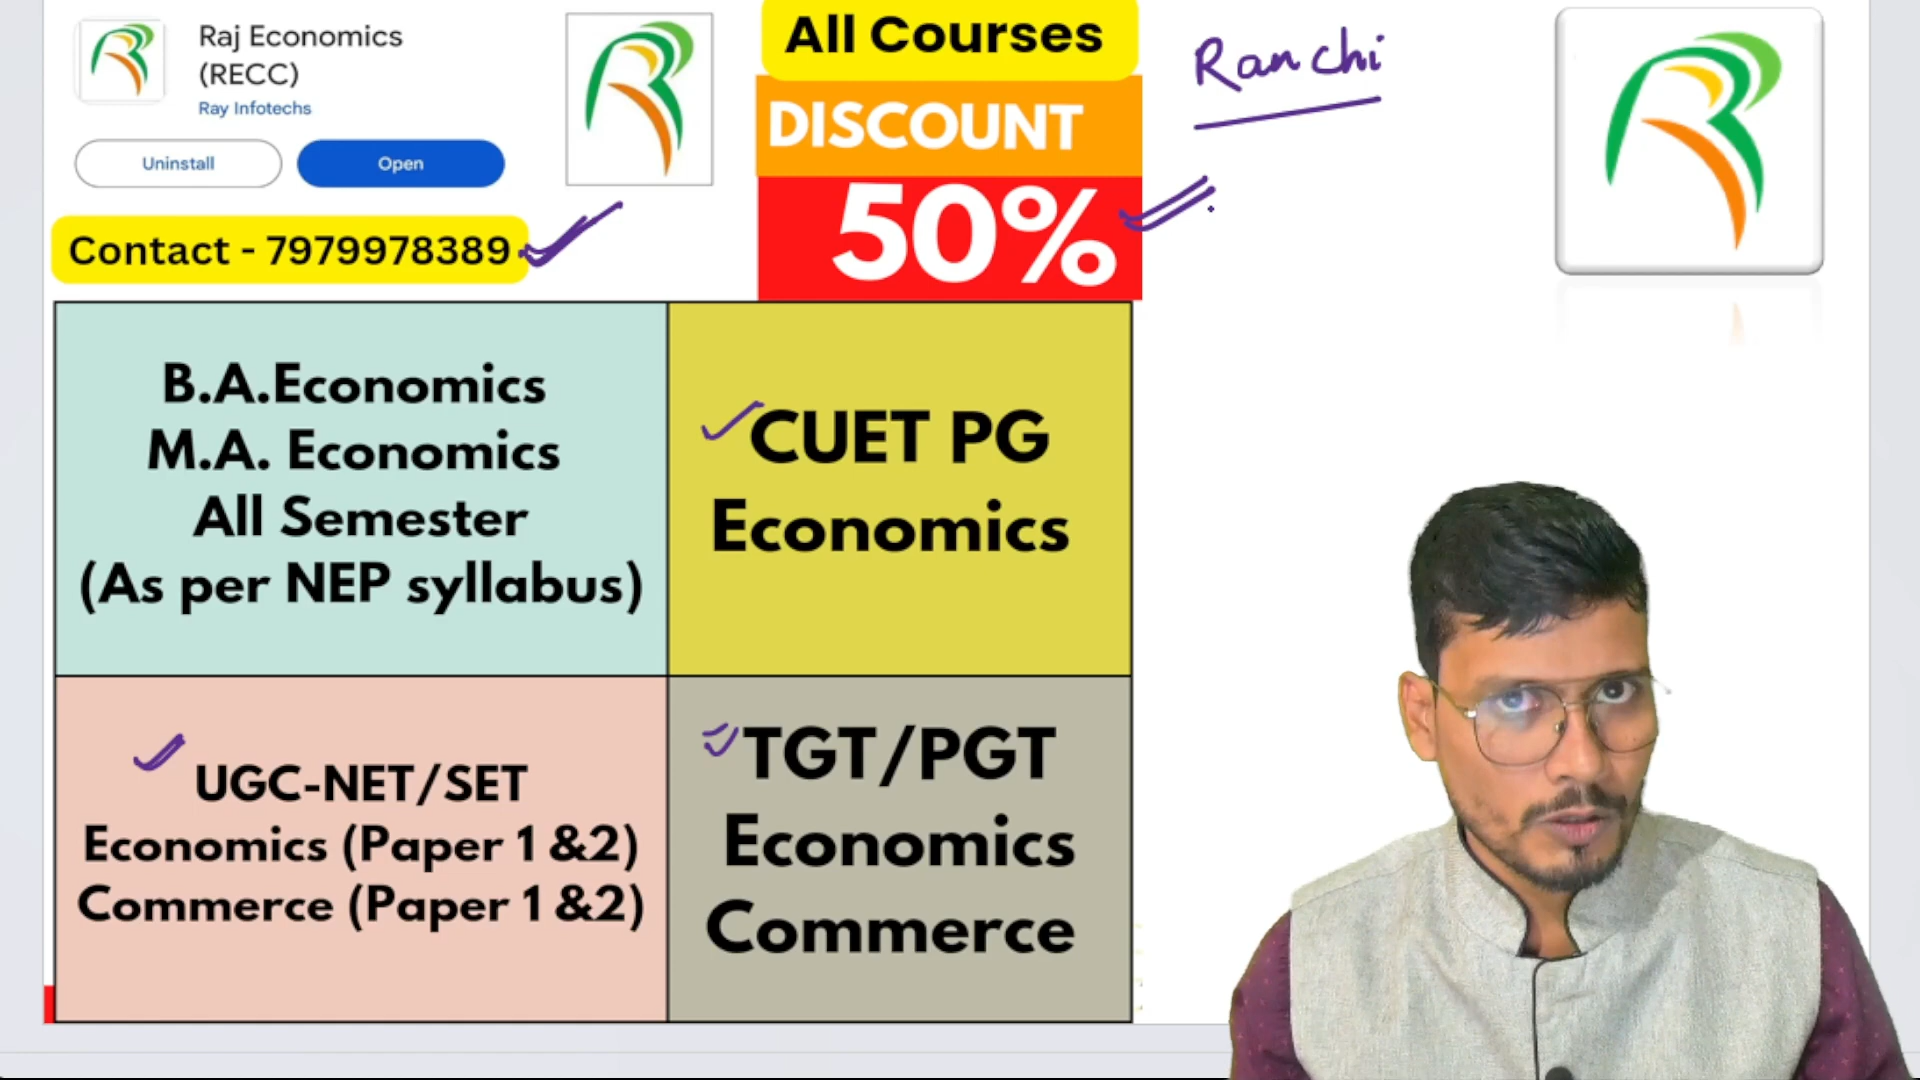 Raj Economics
(RECC)
Ray Infotechs
Uninstall
Open
Contact - 7979978389
All Courses
DISCOUNT
50%
Ranchi
B.A.Economics
M.A. Economics
All Semester
(As per NEP syllabus)
CUET PG
Economics
UGC-NET/SET
Economics (Paper 1 &2)
Commerce (Paper 1 &2)
TGT/PGT
Economics
Commerce